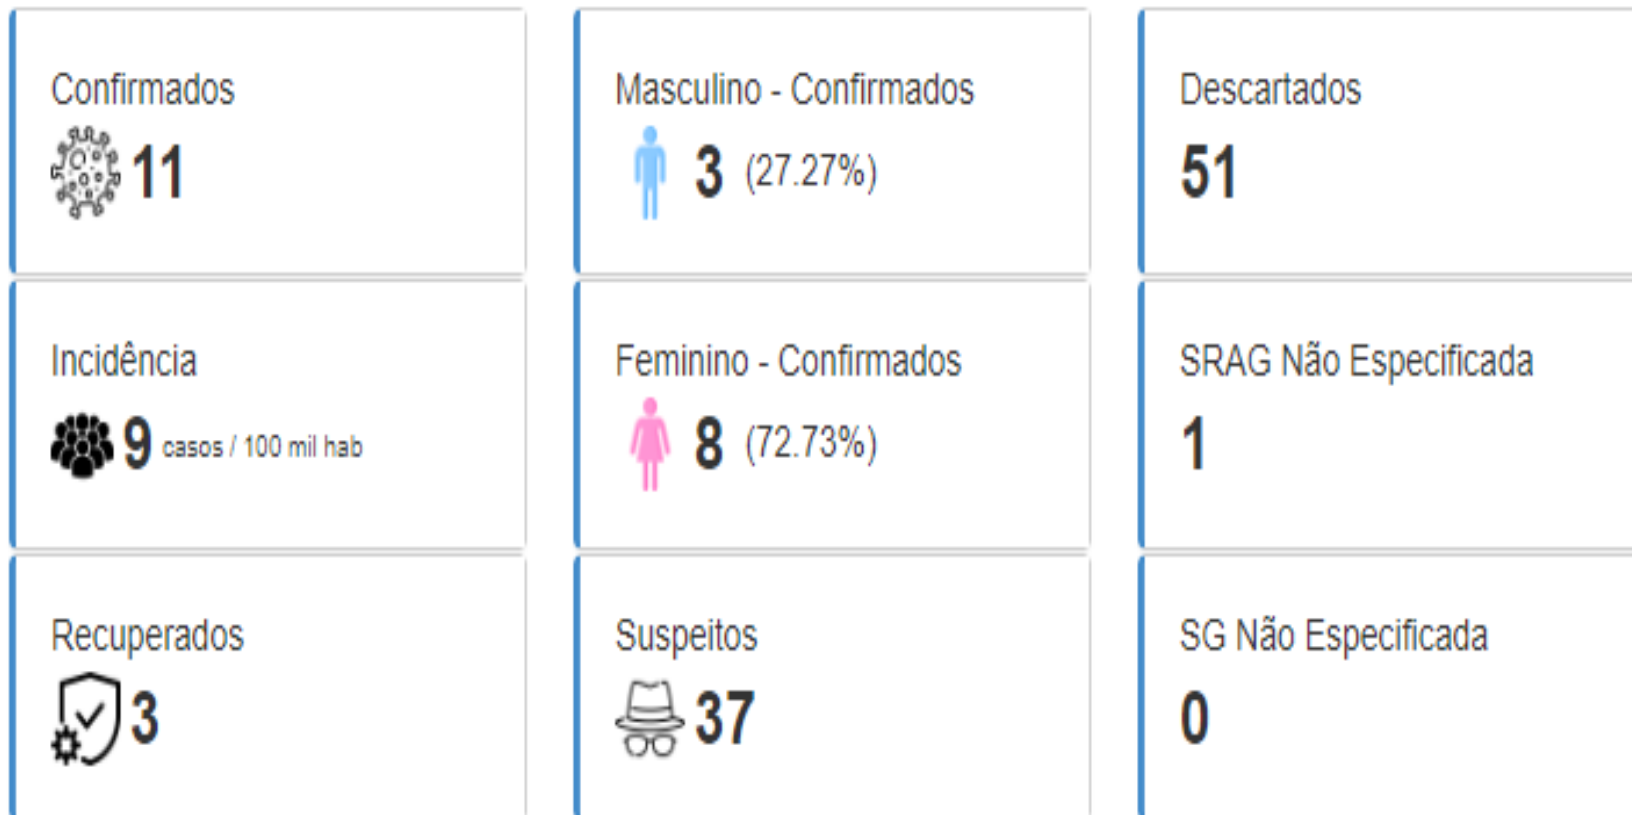 Confirmados
11
Masculino - Confirmados
3 (27.27%)
Descartados
51
Incidência
9 casos / 100 mil hab
Feminino - Confirmados
8 (72.73%)
SRAG Não Especificada
1
Recuperados
3
Suspeitos
37
SG Não Especificada
0